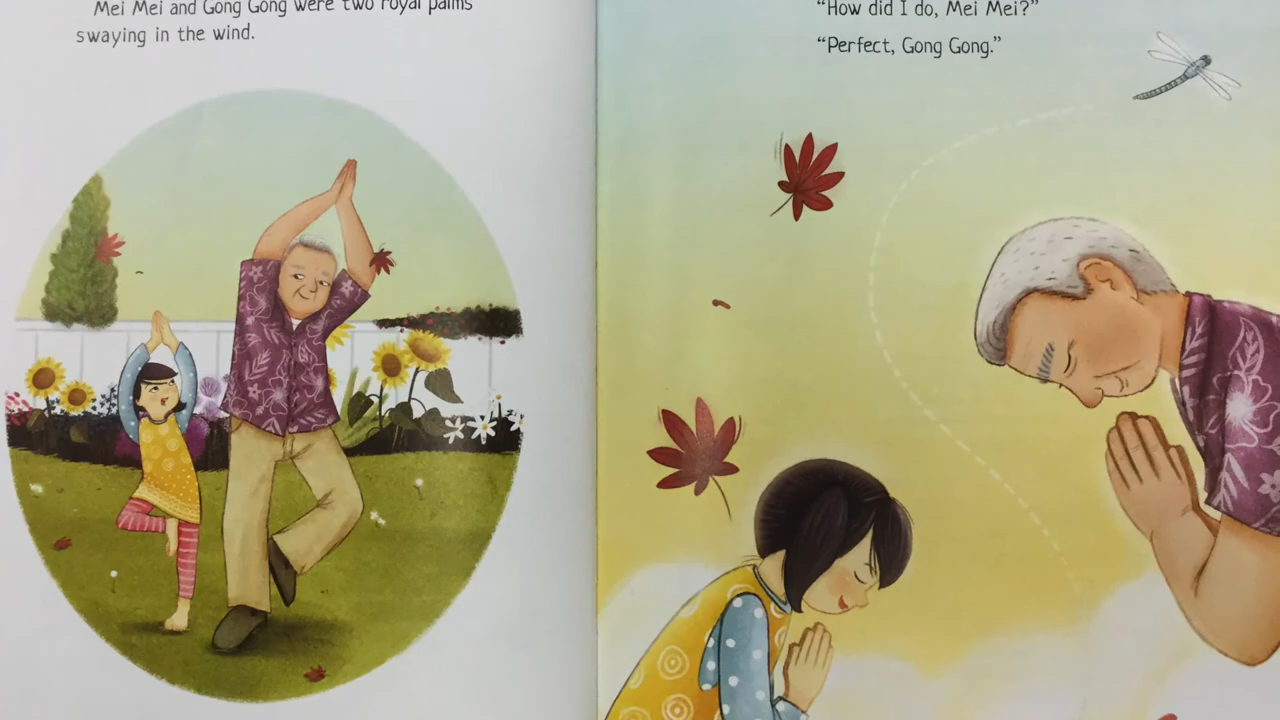 Mei Mei and Gong Gong were two royal palms
swaying in the wind.
“How did I do, Mei Mei?”
“Perfect, Gong Gong.”